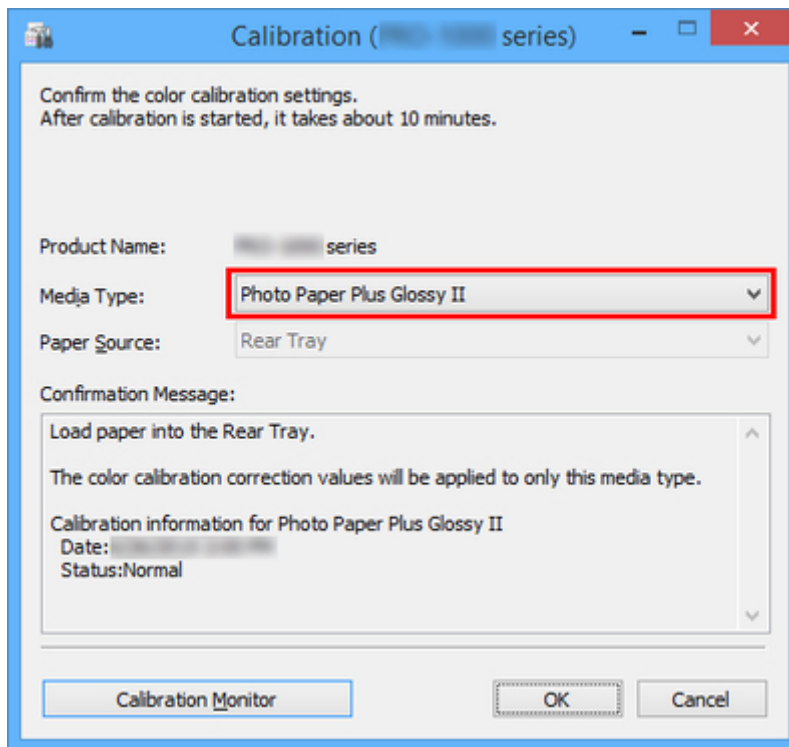 Calibration ( series)
Confirm the color calibration settings.
After calibration is started, it takes about 10 minutes.
Product Name: series
Media Type: Photo Paper Plus Glossy II
Paper Source: Rear Tray
Confirmation Message:
Load paper into the Rear Tray.
The color calibration correction values will be applied to only this media type.
Calibration information for Photo Paper Plus Glossy II
Date:
Status:Normal
Calibration Monitor OK Cancel